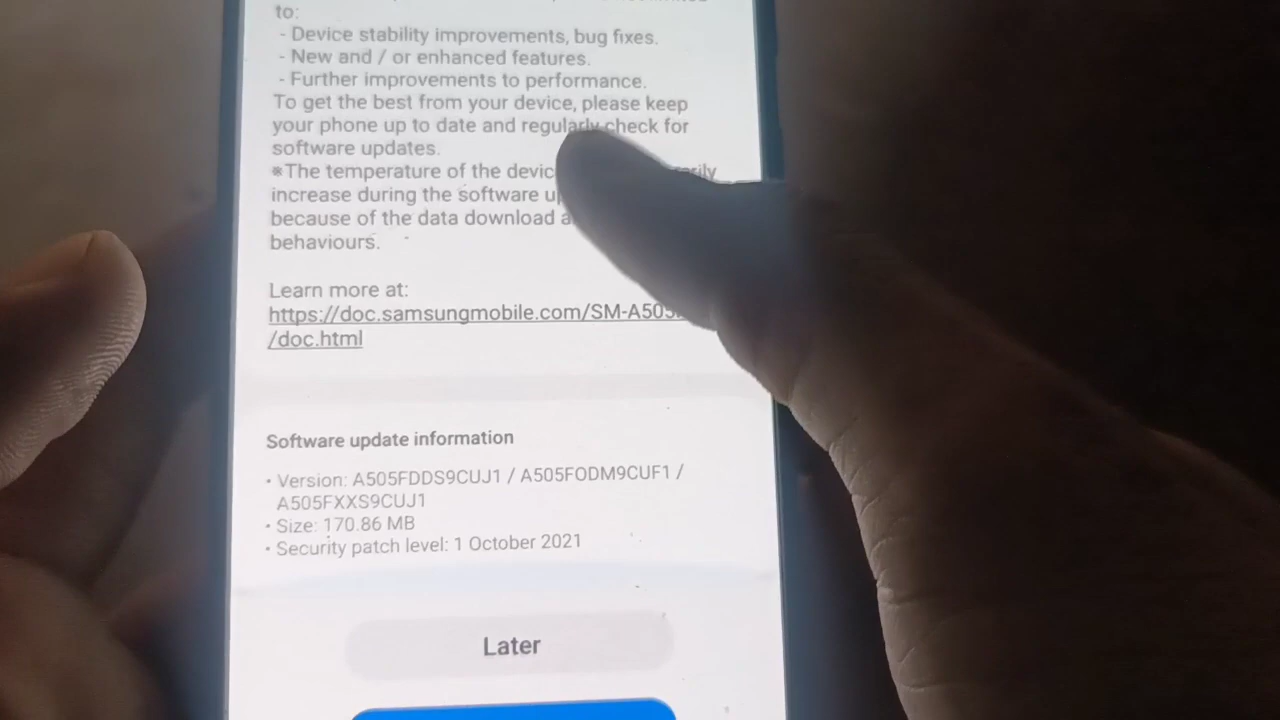 to:
- Device stability improvements, bug fixes.
- New and / or enhanced features.
- Further improvements to performance.
To get the best from your device, please keep
your phone up to date and regularly check for
software updates.
※The temperature of the
increase during the software
because of the data download
behaviours.
Learn more at:
https://doc.samsungmobile.com/SM-A505
/doc.html
Software update information
• Version: A505FDDS9CUJ1 / A505FODM9CUF1 /
A505FXXS9CUJ1
• Size: 170.86 MB
• Security patch level: 1 October 2021
Later